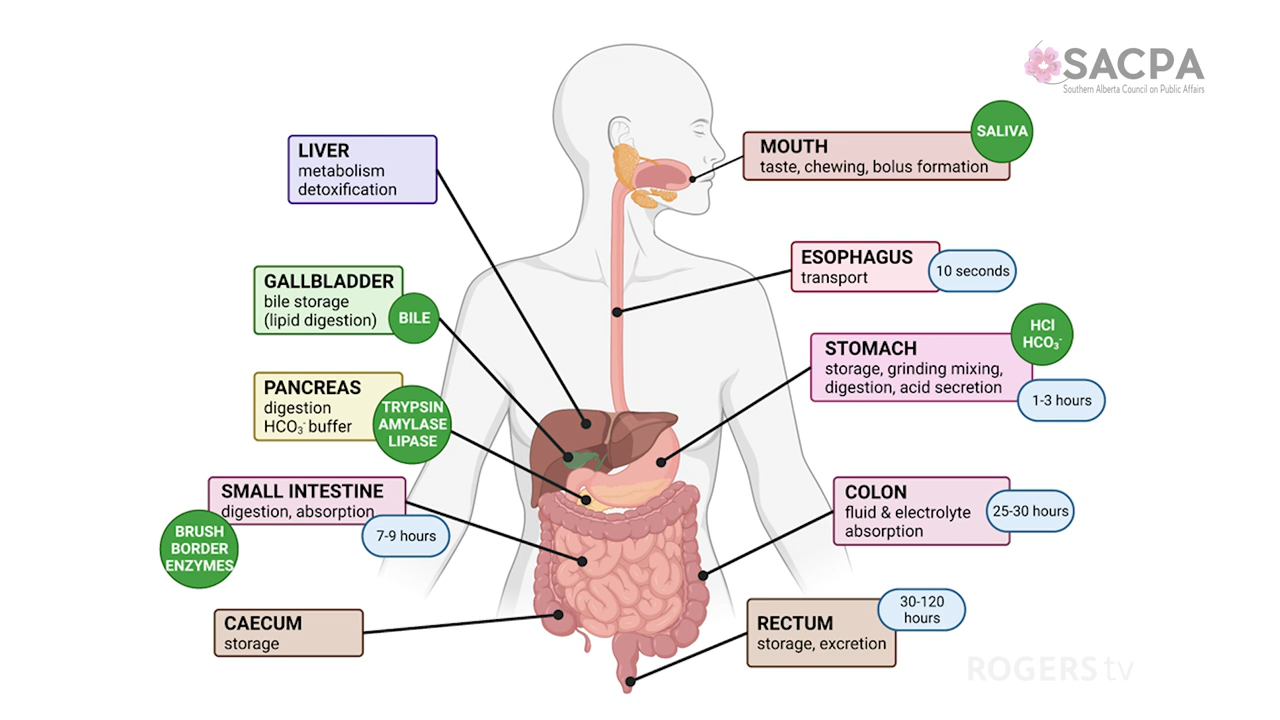 SACPA
Southern Alberta Council on Public Affairs
LIVER
metabolism
detoxification
MOUTH
taste, chewing, bolus formation
SALIVA
GALLBLADDER
bile storage
(lipid digestion)
BILE
ESOPHAGUS
transport
10 seconds
STOMACH
storage, grinding mixing,
digestion, acid secretion
HCl
HCO₃⁻
1-3 hours
PANCREAS
digestion
HCO₃⁻ buffer
TRYPSIN
AMYLASE
LIPASE
SMALL INTESTINE
digestion, absorption
7-9 hours
BRUSH
BORDER
ENZYMES
COLON
fluid & electrolyte
absorption
25-30 hours
CAECUM
storage
RECTUM
storage, excretion
30-120
hours
ROGERS tv